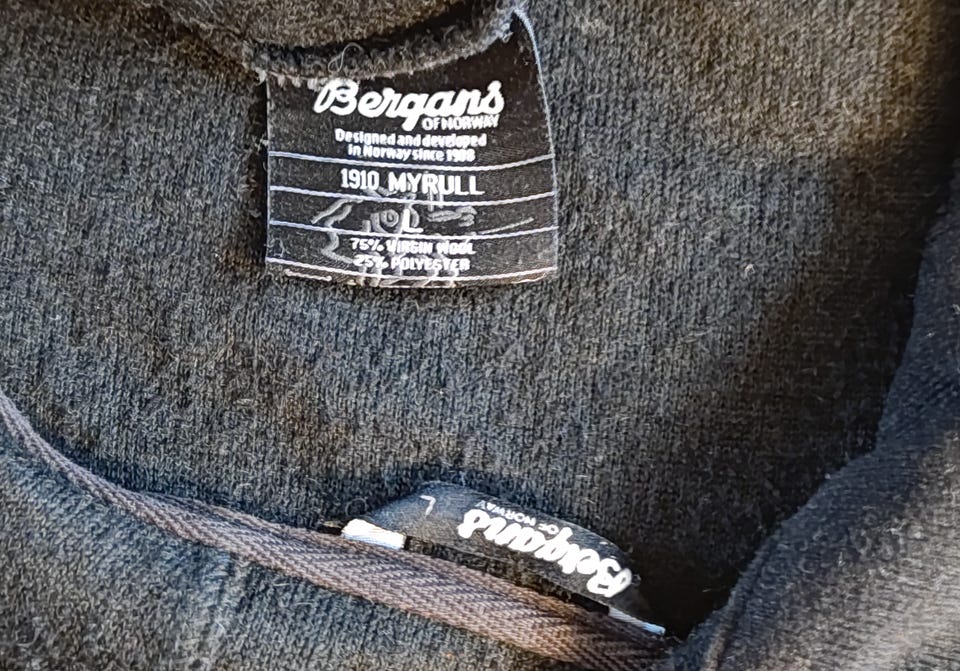 Bergans
OF NORWAY
Designed and developed
in Norway since 1908
1910 MYRULL
L
75% VIRGIN WOOL
25% POLYESTER
L
Bergans
OF NORWAY